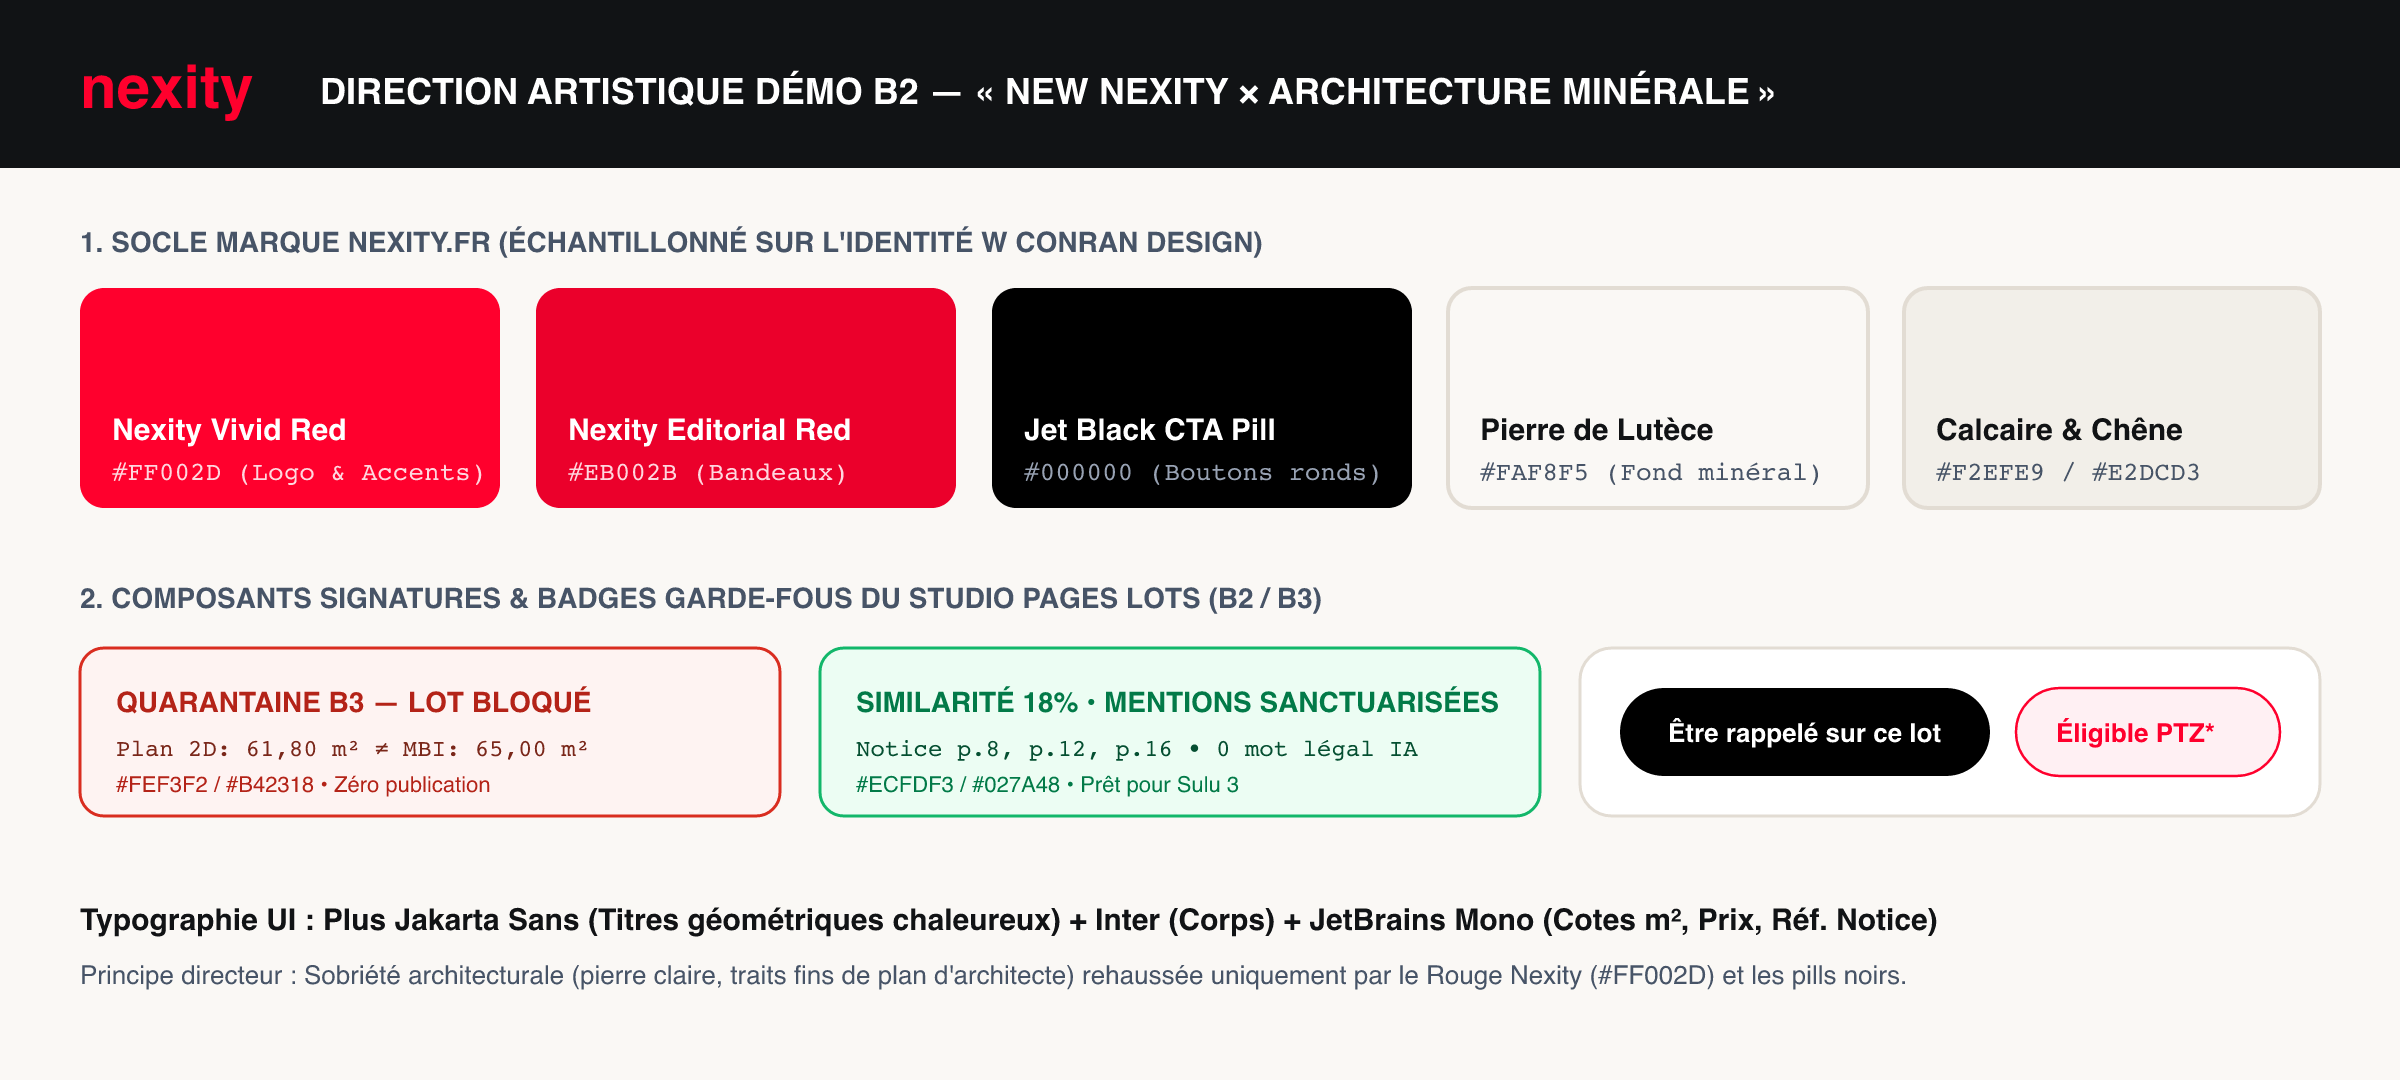 nexity
DIRECTION ARTISTIQUE DÉMO B2 — « NEW NEXITY × ARCHITECTURE MINÉRALE »
1. SOCLE MARQUE NEXITY.FR (ÉCHANTILLONNÉ SUR L'IDENTITÉ W CONRAN DESIGN)
Nexity Vivid Red
#FF002D (Logo & Accents)
Nexity Editorial Red
#EB002B (Bandeaux)
Jet Black CTA Pill
#000000 (Boutons ronds)
Pierre de Lutèce
#FAF8F5 (Fond minéral)
Calcaire & Chêne
#F2EFE9 / #E2DCD3
2. COMPOSANTS SIGNATURES & BADGES GARDE-FOUS DU STUDIO PAGES LOTS (B2 / B3)
QUARANTAINE B3 — LOT BLOQUÉ
Plan 2D: 61,80 m² ≠ MBI: 65,00 m²
#FEF3F2 / #B42318 • Zéro publication
SIMILARITÉ 18% • MENTIONS SANCTUARISÉES
Notice p.8, p.12, p.16 • 0 mot légal IA
#ECFDF3 / #027A48 • Prêt pour Sulu 3
Être rappelé sur ce lot
Éligible PTZ*
Typographie UI : Plus Jakarta Sans (Titres géométriques chaleureux) + Inter (Corps) + JetBrains Mono (Cotes m², Prix, Réf. Notice)
Principe directeur : Sobriété architecturale (pierre claire, traits fins de plan d'architecte) rehaussée uniquement par le Rouge Nexity (#FF002D) et les pills noirs.